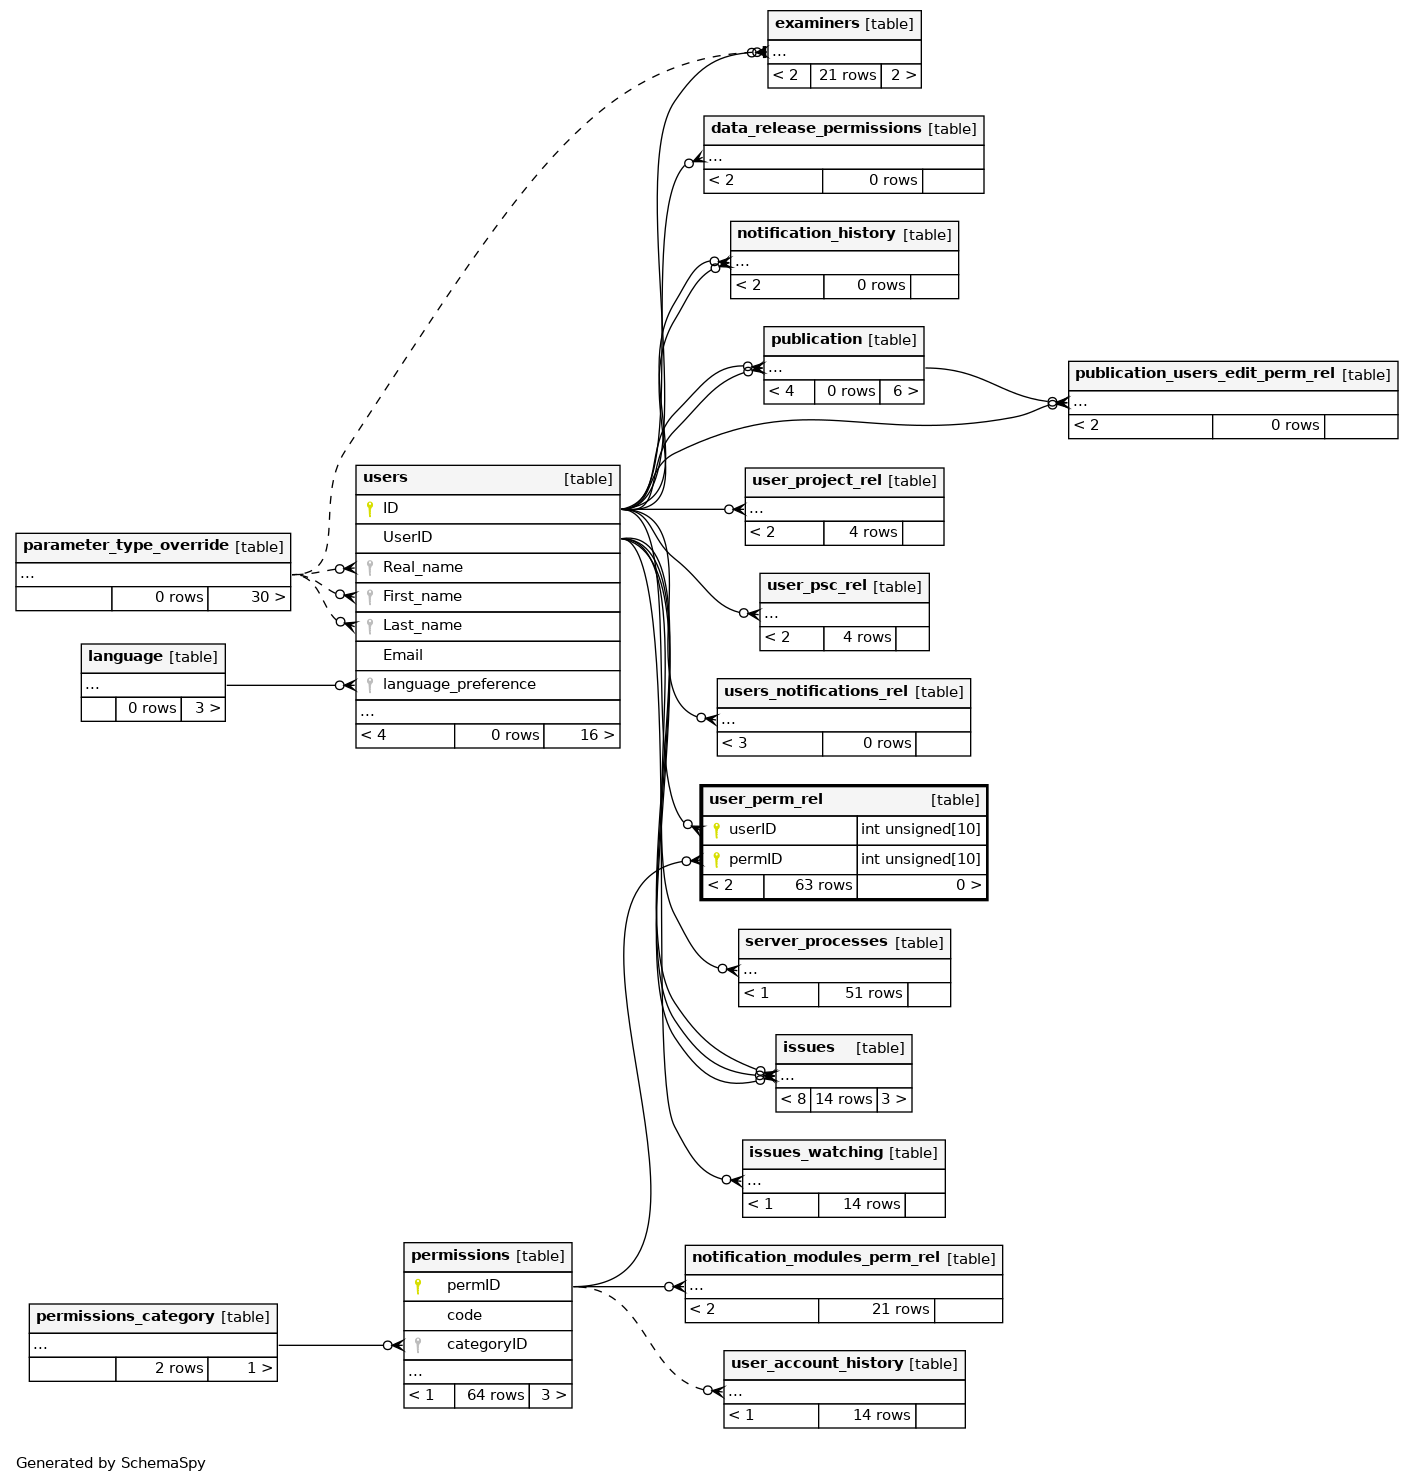 examiners [table]
...
< 2 21 rows 2 >
data_release_permissions [table]
...
< 2 0 rows
notification_history [table]
...
< 2 0 rows
publication [table]
...
< 4 0 rows 6 >
publication_users_edit_perm_rel [table]
...
< 2 0 rows
users [table]
ID
UserID
Real_name
First_name
Last_name
Email
language_preference
...
< 4 0 rows 16 >
user_project_rel [table]
...
< 2 4 rows
parameter_type_override [table]
...
0 rows 30 >
user_psc_rel [table]
...
< 2 4 rows
language [table]
...
0 rows 3 >
users_notifications_rel [table]
...
< 3 0 rows
user_perm_rel [table]
userID int unsigned[10]
permID int unsigned[10]
< 2 63 rows 0 >
server_processes [table]
...
< 1 51 rows
issues [table]
...
< 8 14 rows 3 >
issues_watching [table]
...
< 1 14 rows
permissions [table]
permID
code
categoryID
...
< 1 64 rows 3 >
notification_modules_perm_rel [table]
...
< 2 21 rows
permissions_category [table]
...
2 rows 1 >
user_account_history [table]
...
< 1 14 rows
Generated by SchemaSpy